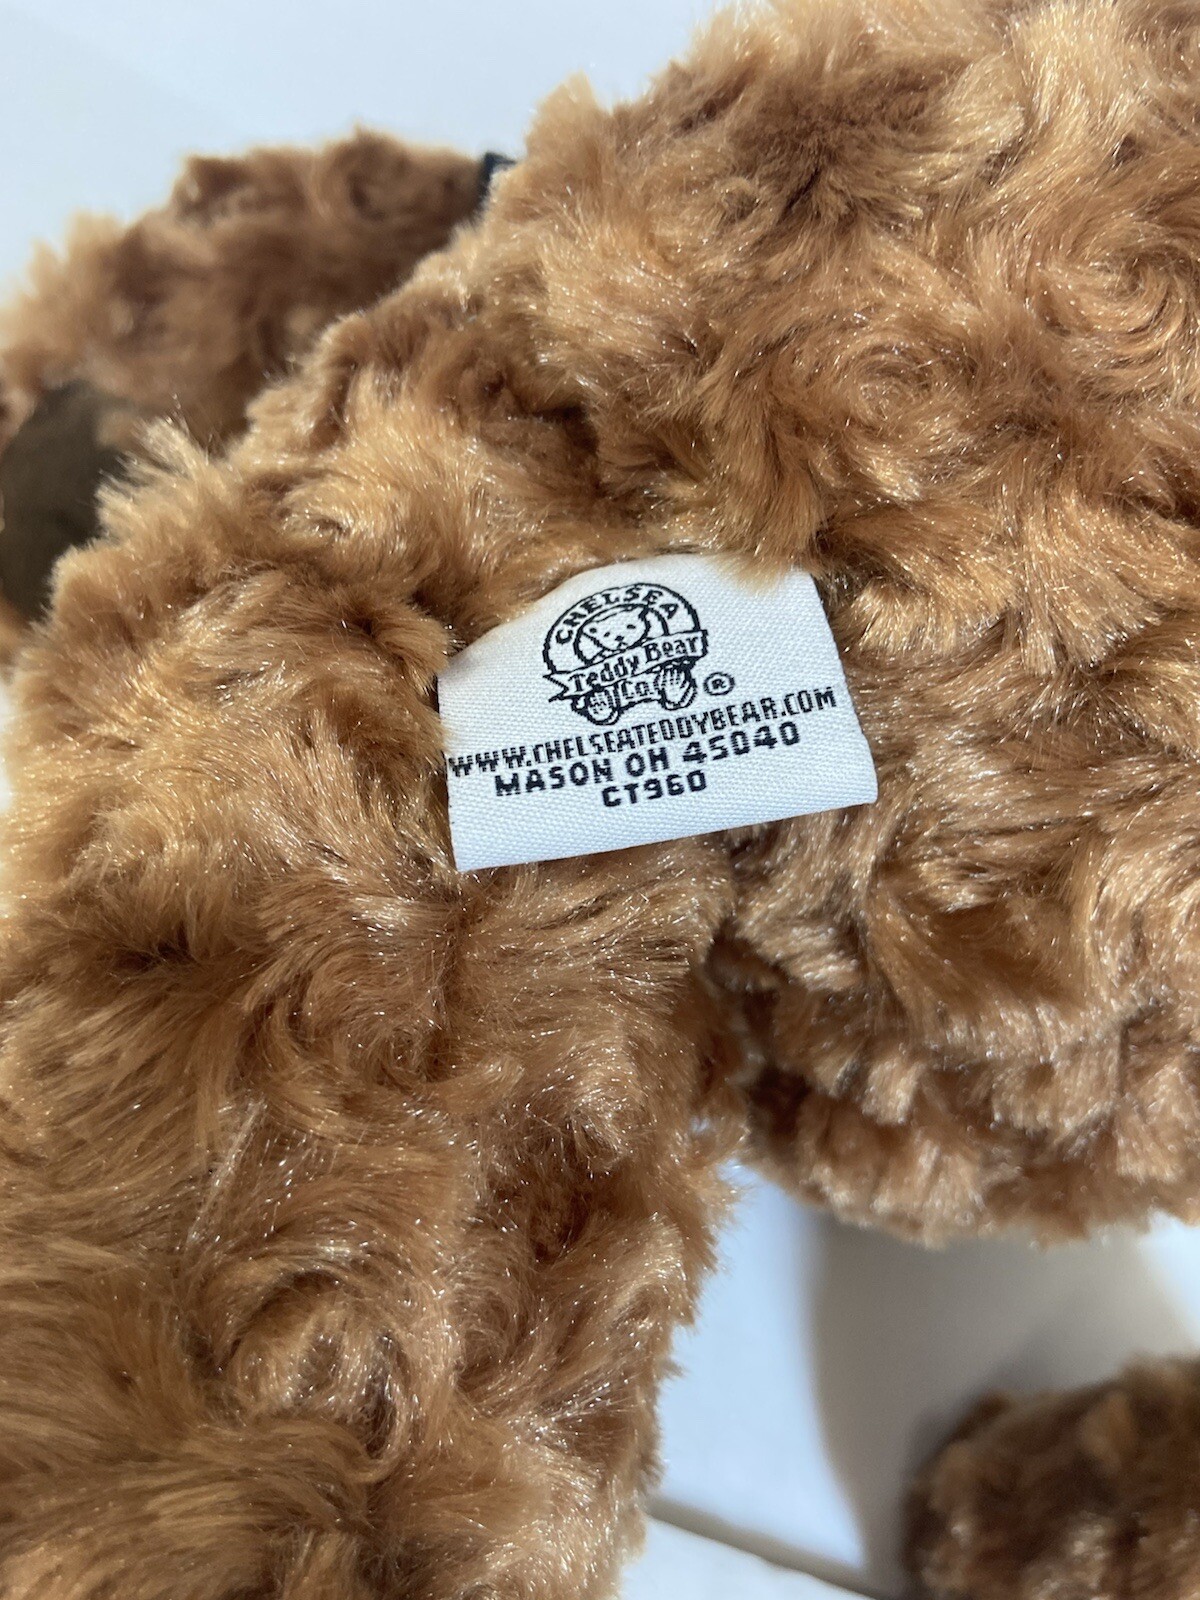 CHELSEA
Teddy Bear
Co. ®
WWW.CHELSEATEDDYBEAR.COM
MASON OH 45040
CT960